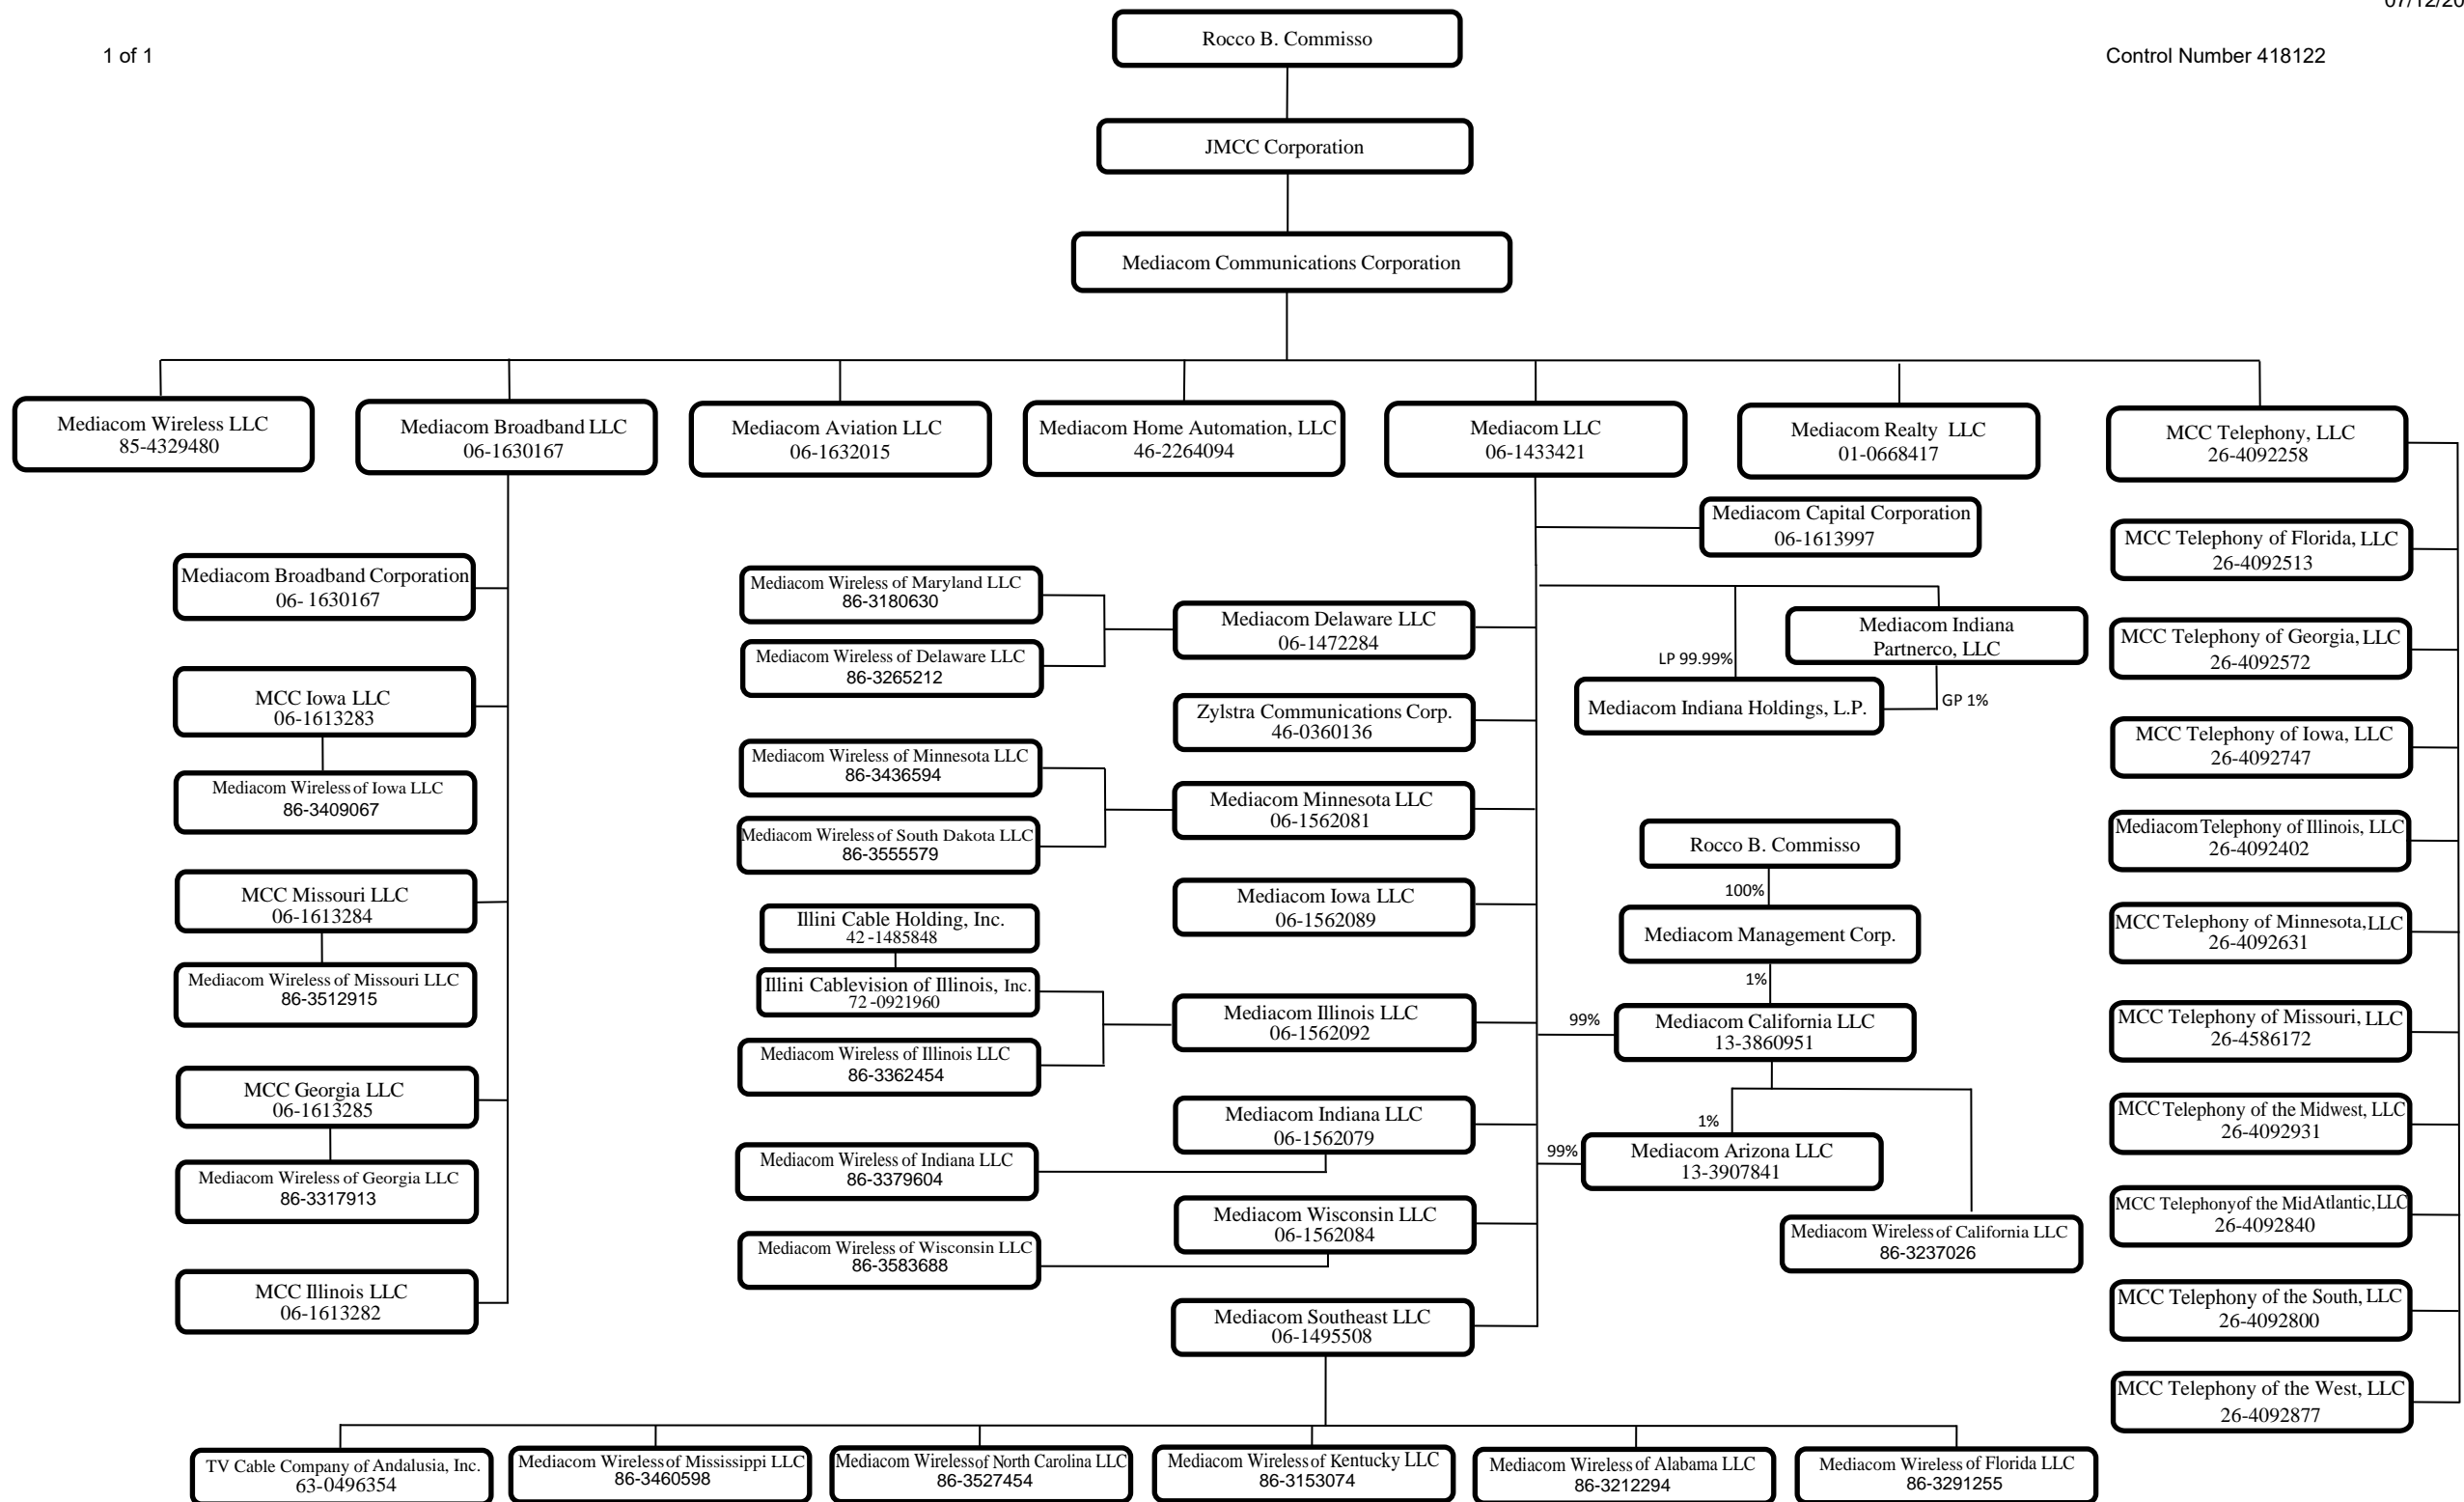 07/12/20
1 of 1
Control Number 418122
Rocco B. Commisso
JMCC Corporation
Mediacom Communications Corporation
Mediacom Wireless LLC
85-4329480
Mediacom Broadband LLC
06-1630167
Mediacom Aviation LLC
06-1632015
Mediacom Home Automation, LLC
46-2264094
Mediacom LLC
06-1433421
Mediacom Realty LLC
01-0668417
MCC Telephony, LLC
26-4092258
Mediacom Broadband Corporation
06- 1630167
MCC Iowa LLC
06-1613283
Mediacom Wireless of Iowa LLC
86-3409067
MCC Missouri LLC
06-1613284
Mediacom Wireless of Missouri LLC
86-3512915
MCC Georgia LLC
06-1613285
Mediacom Wireless of Georgia LLC
86-3317913
MCC Illinois LLC
06-1613282
Mediacom Wireless of Maryland LLC
86-3180630
Mediacom Wireless of Delaware LLC
86-3265212
Mediacom Wireless of Minnesota LLC
86-3436594
Mediacom Wireless of South Dakota LLC
86-3555579
Illini Cable Holding, Inc.
42 -1485848
Illini Cablevision of Illinois, Inc.
72 -0921960
Mediacom Wireless of Illinois LLC
86-3362454
Mediacom Wireless of Indiana LLC
86-3379604
Mediacom Wireless of Wisconsin LLC
86-3583688
Mediacom Delaware LLC
06-1472284
Zylstra Communications Corp.
46-0360136
Mediacom Minnesota LLC
06-1562081
Mediacom Iowa LLC
06-1562089
Mediacom Illinois LLC
06-1562092
Mediacom Indiana LLC
06-1562079
Mediacom Wisconsin LLC
06-1562084
Mediacom Southeast LLC
06-1495508
Mediacom Capital Corporation
06-1613997
Mediacom Indiana
Partnerco, LLC
LP 99.99%
Mediacom Indiana Holdings, L.P.
GP 1%
Rocco B. Commisso
100%
Mediacom Management Corp.
1%
99%
Mediacom California LLC
13-3860951
1%
99%
Mediacom Arizona LLC
13-3907841
Mediacom Wireless of California LLC
86-3237026
MCC Telephony of Florida, LLC
26-4092513
MCC Telephony of Georgia, LLC
26-4092572
MCC Telephony of Iowa, LLC
26-4092747
Mediacom Telephony of Illinois, LLC
26-4092402
MCC Telephony of Minnesota, LLC
26-4092631
MCC Telephony of Missouri, LLC
26-4586172
MCC Telephony of the Midwest, LLC
26-4092931
MCC Telephony of the MidAtlantic, LLC
26-4092840
MCC Telephony of the South, LLC
26-4092800
MCC Telephony of the West, LLC
26-4092877
TV Cable Company of Andalusia, Inc.
63-0496354
Mediacom Wireless of Mississippi LLC
86-3460598
Mediacom Wireless of North Carolina LLC
86-3527454
Mediacom Wireless of Kentucky LLC
86-3153074
Mediacom Wireless of Alabama LLC
86-3212294
Mediacom Wireless of Florida LLC
86-3291255